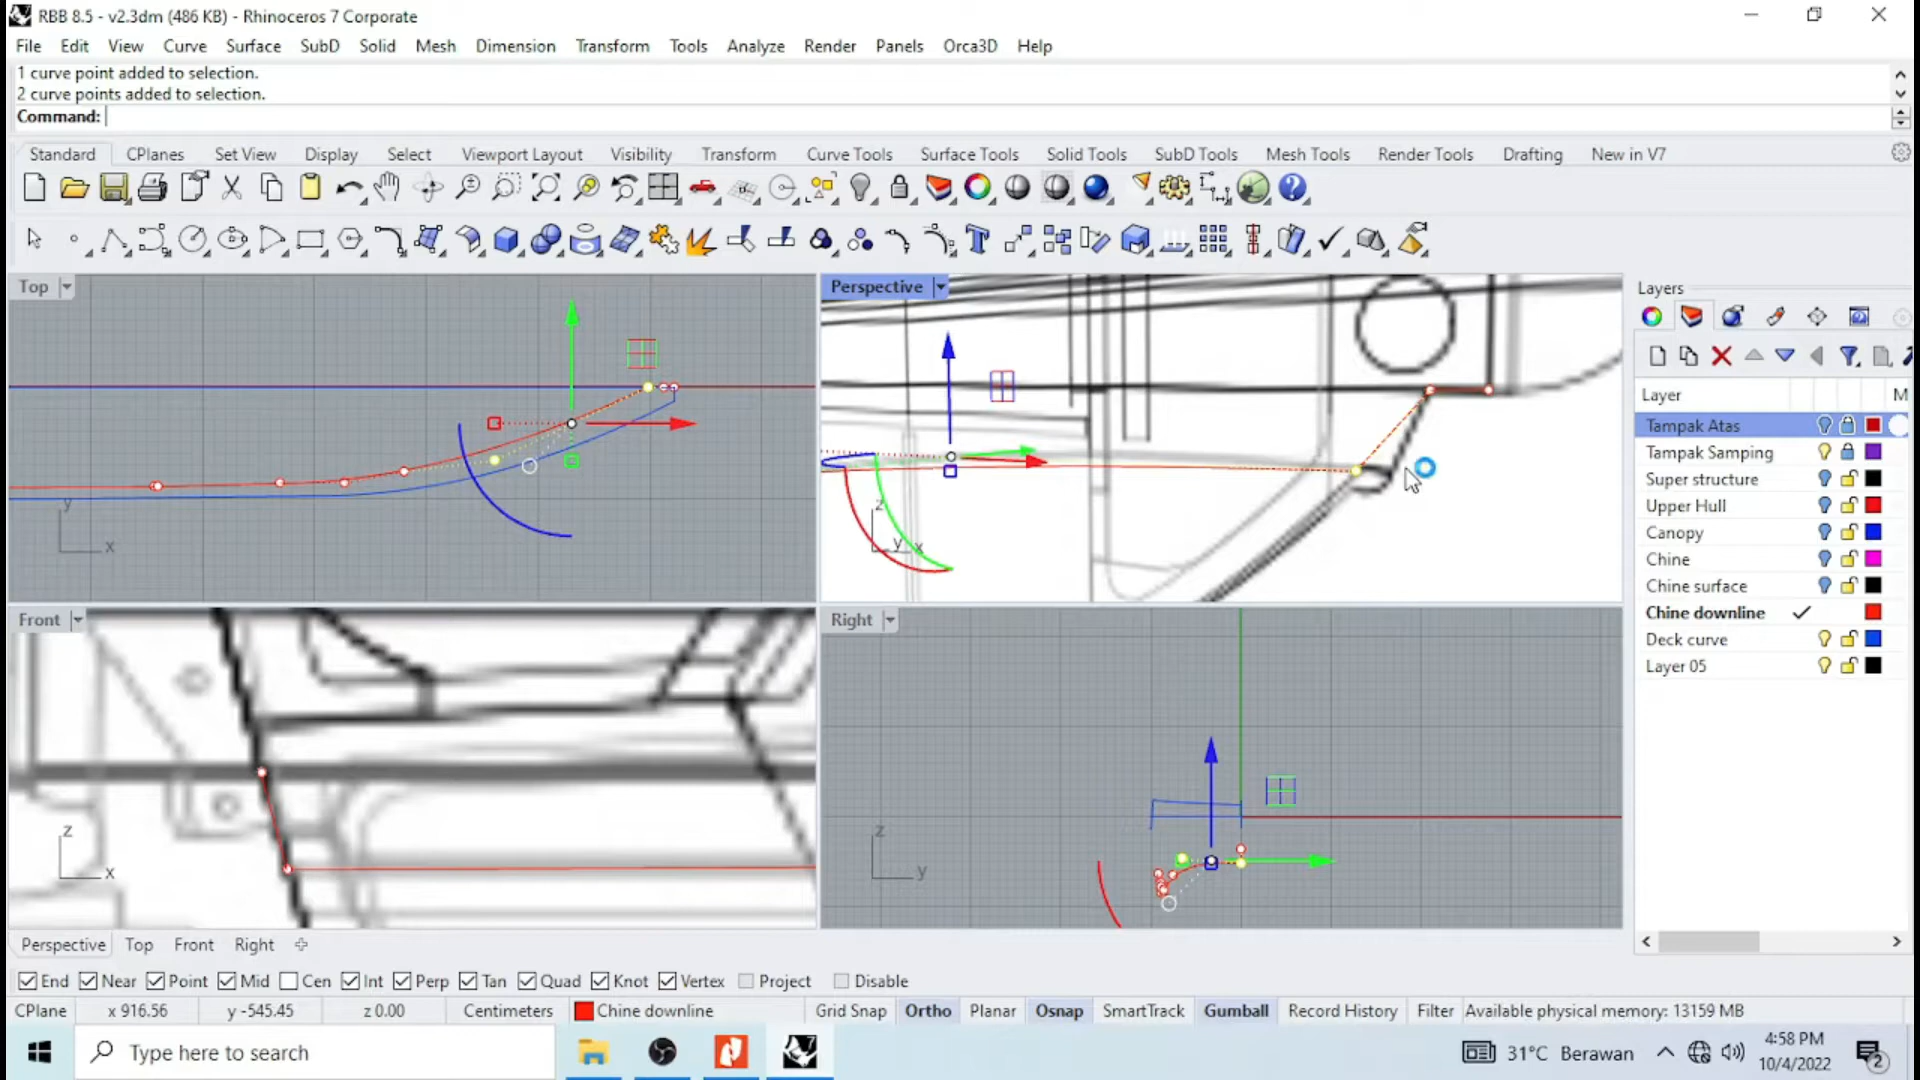 RBB 8.5 - v2.3dm (486 KB) - Rhinoceros 7 Corporate
File Edit View Curve Surface SubD Solid Mesh Dimension Transform Tools Analyze Render Panels Orca3D Help
1 curve point added to selection.
2 curve points added to selection.
Command:
Standard CPlanes Set View Display Select Viewport Layout Visibility Transform Curve Tools Surface Tools Solid Tools SubD Tools Mesh Tools Render Tools Drafting New in V7
Top
y
x
Perspective
z
y x
Front
z
x
Right
z
y
Layers
Layer M
Tampak Atas
Tampak Samping
Super structure
Upper Hull
Canopy
Chine
Chine surface
Chine downline
Deck curve
Layer 05
Perspective Top Front Right
End Near Point Mid Cen Int Perp Tan Quad Knot Vertex Project Disable
CPlane x 916.56 y -545.45 z 0.00 Centimeters Chine downline Grid Snap Ortho Planar Osnap SmartTrack Gumball Record History Filter Available physical memory: 13159 MB
Type here to search
31°C Berawan
4:58 PM
10/4/2022
2